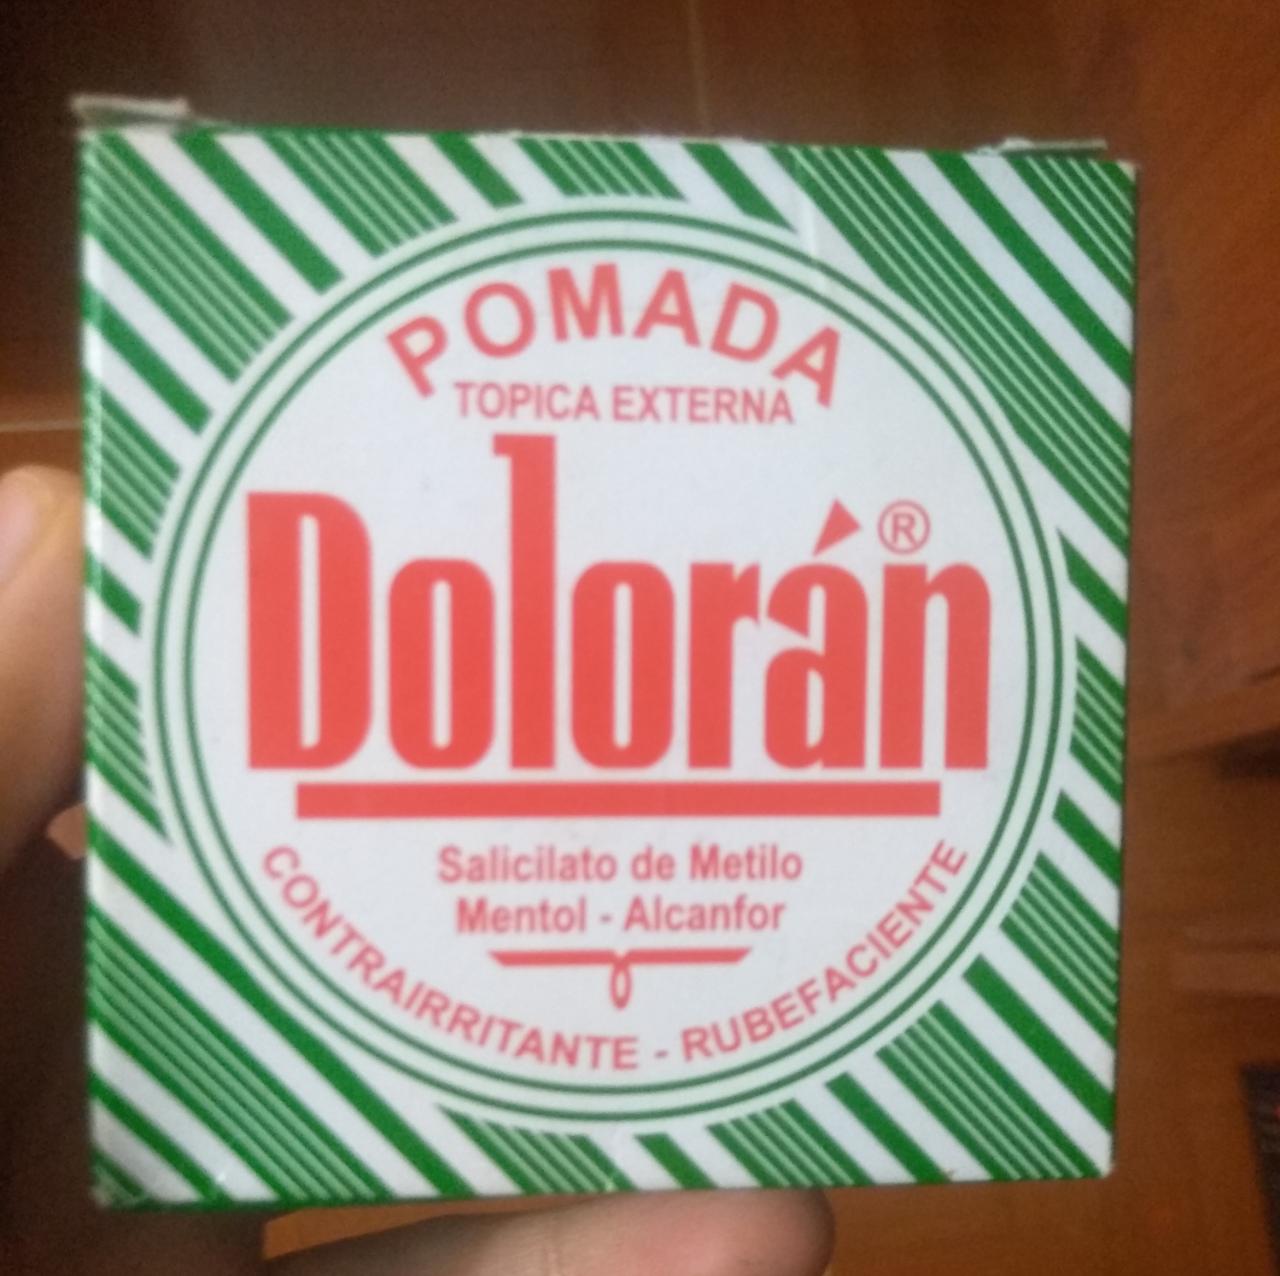 POMADA
TOPICA EXTERNA
Dolorán®
Salicilato de Metilo
Mentol - Alcanfor
CONTRAIRRITANTE - RUBEFACIENTE